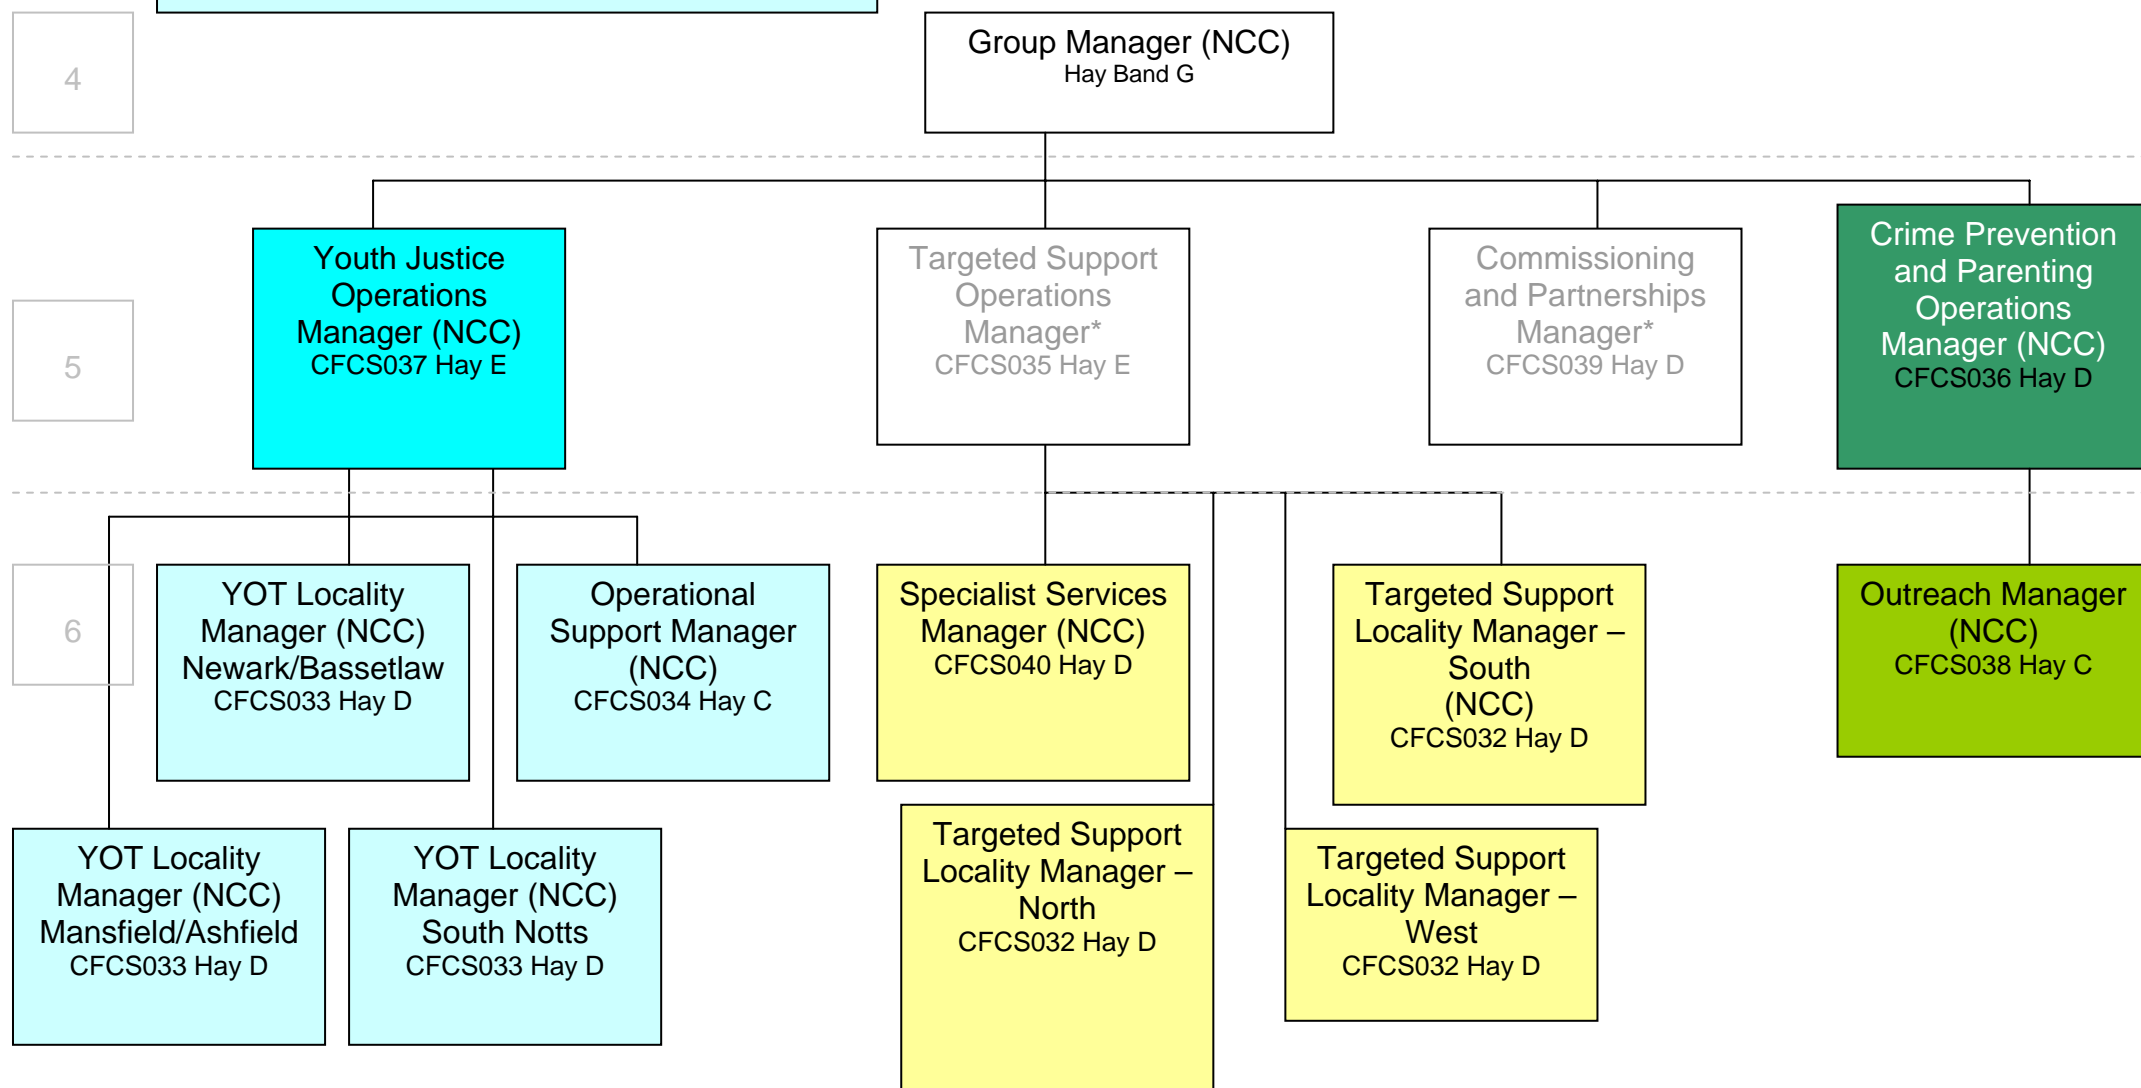 4
Group Manager (NCC)
Hay Band G
5
Youth Justice
Operations
Manager (NCC)
CFCS037 Hay E
Targeted Support
Operations
Manager*
CFCS035 Hay E
Commissioning
and Partnerships
Manager*
CFCS039 Hay D
Crime Prevention
and Parenting
Operations
Manager (NCC)
CFCS036 Hay D
6
YOT Locality
Manager (NCC)
Newark/Bassetlaw
CFCS033 Hay D
Operational
Support Manager
(NCC)
CFCS034 Hay C
Specialist Services
Manager (NCC)
CFCS040 Hay D
Targeted Support
Locality Manager –
South
(NCC)
CFCS032 Hay D
Outreach Manager
(NCC)
CFCS038 Hay C
YOT Locality
Manager (NCC)
Mansfield/Ashfield
CFCS033 Hay D
YOT Locality
Manager (NCC)
South Notts
CFCS033 Hay D
Targeted Support
Locality Manager –
North
CFCS032 Hay D
Targeted Support
Locality Manager –
West
CFCS032 Hay D